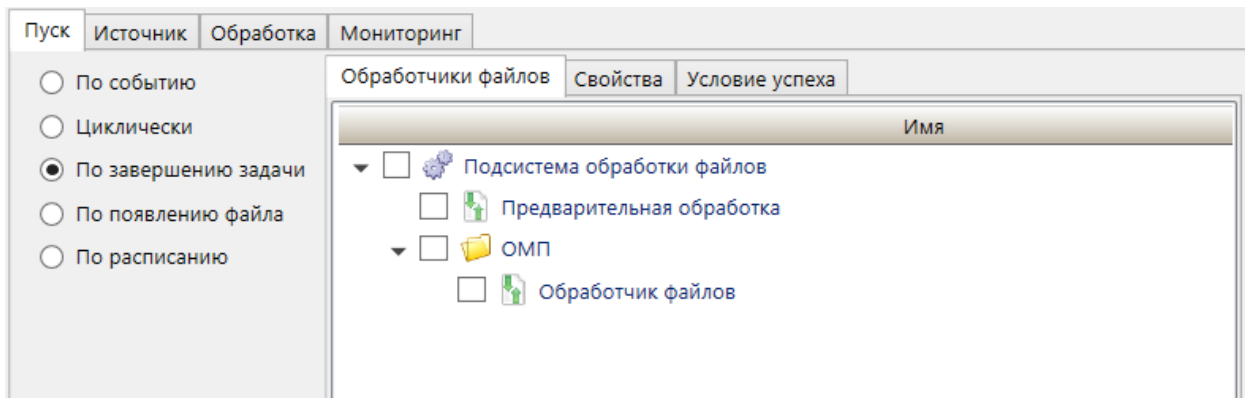 Пуск Источник Обработка Мониторинг
По событию
Циклически
По завершению задачи
По появлению файла
По расписанию
Обработчики файлов Свойства Условие успеха
Имя
Подсистема обработки файлов
Предварительная обработка
ОМП
Обработчик файлов